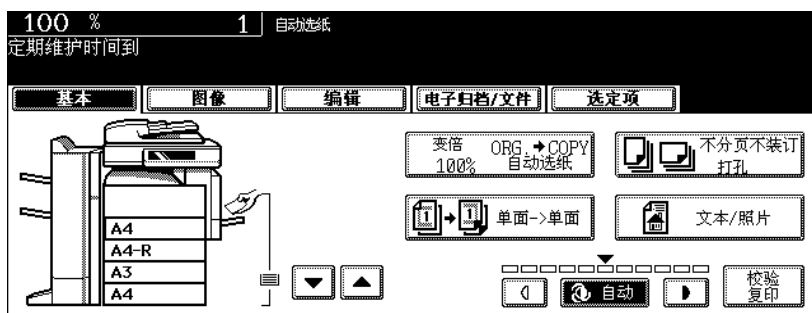 100 % 1 自动选纸
定期维护时间到
基本 图像 编辑 电子归档/文件 选定项
变倍 ORG.→COPY
100% 自动选纸
不分页不装订
打孔
1→1 单面->单面
文本/照片
A4
A4-R
A3
A4
自动
校验
复印